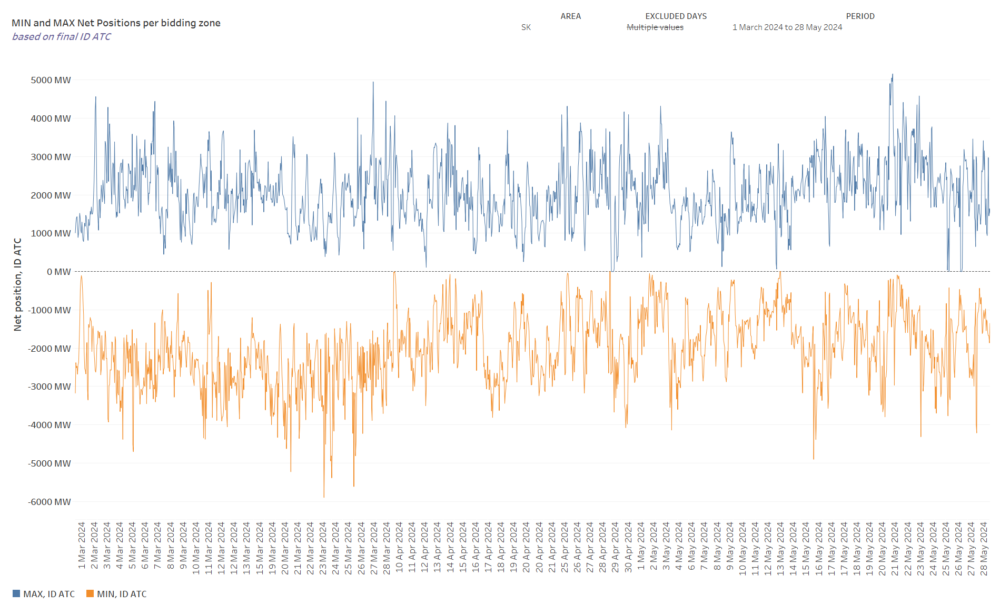 MIN and MAX Net Positions per bidding zone
based on final ID ATC
AREA
SK
EXCLUDED DAYS
Multiple values
PERIOD
1 March 2024 to 28 May 2024
Net position, ID ATC
5000 MW
4000 MW
3000 MW
2000 MW
1000 MW
0 MW
-1000 MW
-2000 MW
-3000 MW
-4000 MW
-5000 MW
-6000 MW
1 Mar 2024
2 Mar 2024
3 Mar 2024
4 Mar 2024
5 Mar 2024
6 Mar 2024
7 Mar 2024
8 Mar 2024
9 Mar 2024
10 Mar 2024
11 Mar 2024
12 Mar 2024
12 Mar 2024
13 Mar 2024
15 Mar 2024
19 Mar 2024
20 Mar 2024
21 Mar 2024
22 Mar 2024
23 Mar 2024
24 Mar 2024
25 Mar 2024
26 Mar 2024
27 Mar 2024
28 Mar 2024
10 Apr 2024
11 Apr 2024
12 Apr 2024
13 Apr 2024
14 Apr 2024
15 Apr 2024
16 Apr 2024
17 Apr 2024
18 Apr 2024
19 Apr 2024
20 Apr 2024
20 Apr 2024
21 Apr 2024
25 Apr 2024
26 Apr 2024
27 Apr 2024
28 Apr 2024
29 Apr 2024
30 Apr 2024
1 May 2024
2 May 2024
3 May 2024
4 May 2024
6 May 2024
7 May 2024
8 May 2024
9 May 2024
10 May 2024
11 May 2024
12 May 2024
13 May 2024
14 May 2024
15 May 2024
16 May 2024
17 May 2024
17 May 2024
18 May 2024
19 May 2024
20 May 2024
21 May 2024
22 May 2024
23 May 2024
24 May 2024
25 May 2024
26 May 2024
27 May 2024
28 May 2024
MAX, ID ATC
MIN, ID ATC